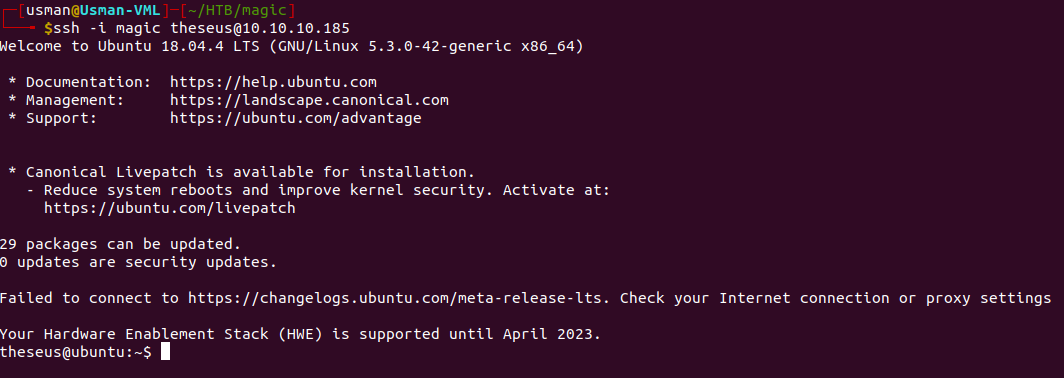 ┌─[usman@Usman-VML]─[~/HTB/magic]
└──╼ $ssh -i magic theseus@10.10.10.185
Welcome to Ubuntu 18.04.4 LTS (GNU/Linux 5.3.0-42-generic x86_64)
* Documentation:  https://help.ubuntu.com
* Management:     https://landscape.canonical.com
* Support:        https://ubuntu.com/advantage
* Canonical Livepatch is available for installation.
- Reduce system reboots and improve kernel security. Activate at:
https://ubuntu.com/livepatch
29 packages can be updated.
0 updates are security updates.
Failed to connect to https://changelogs.ubuntu.com/meta-release-lts. Check your Internet connection or proxy settings
Your Hardware Enablement Stack (HWE) is supported until April 2023.
theseus@ubuntu:~$